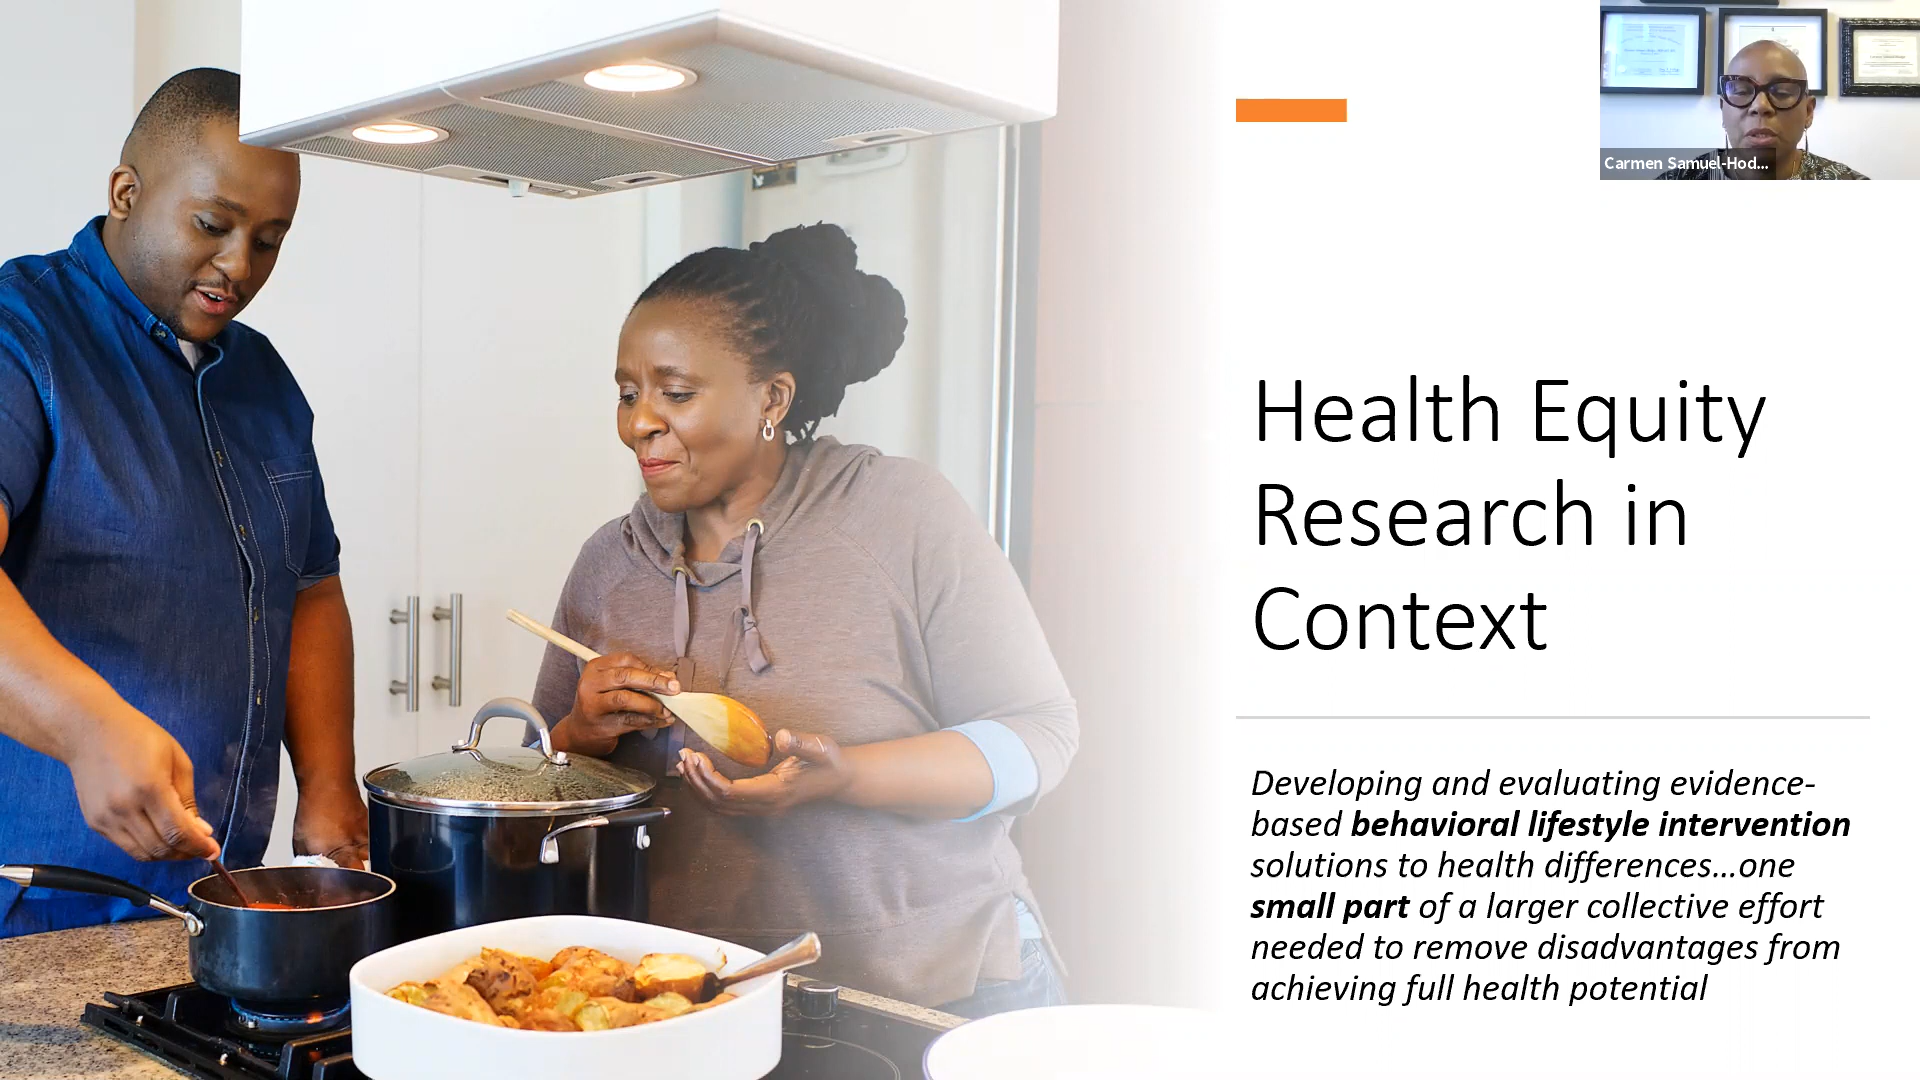 Carmen Samuel-Hod...
Health Equity
Research in
Context
Developing and evaluating evidence-
based behavioral lifestyle intervention
solutions to health differences...one
small part of a larger collective effort
needed to remove disadvantages from
achieving full health potential